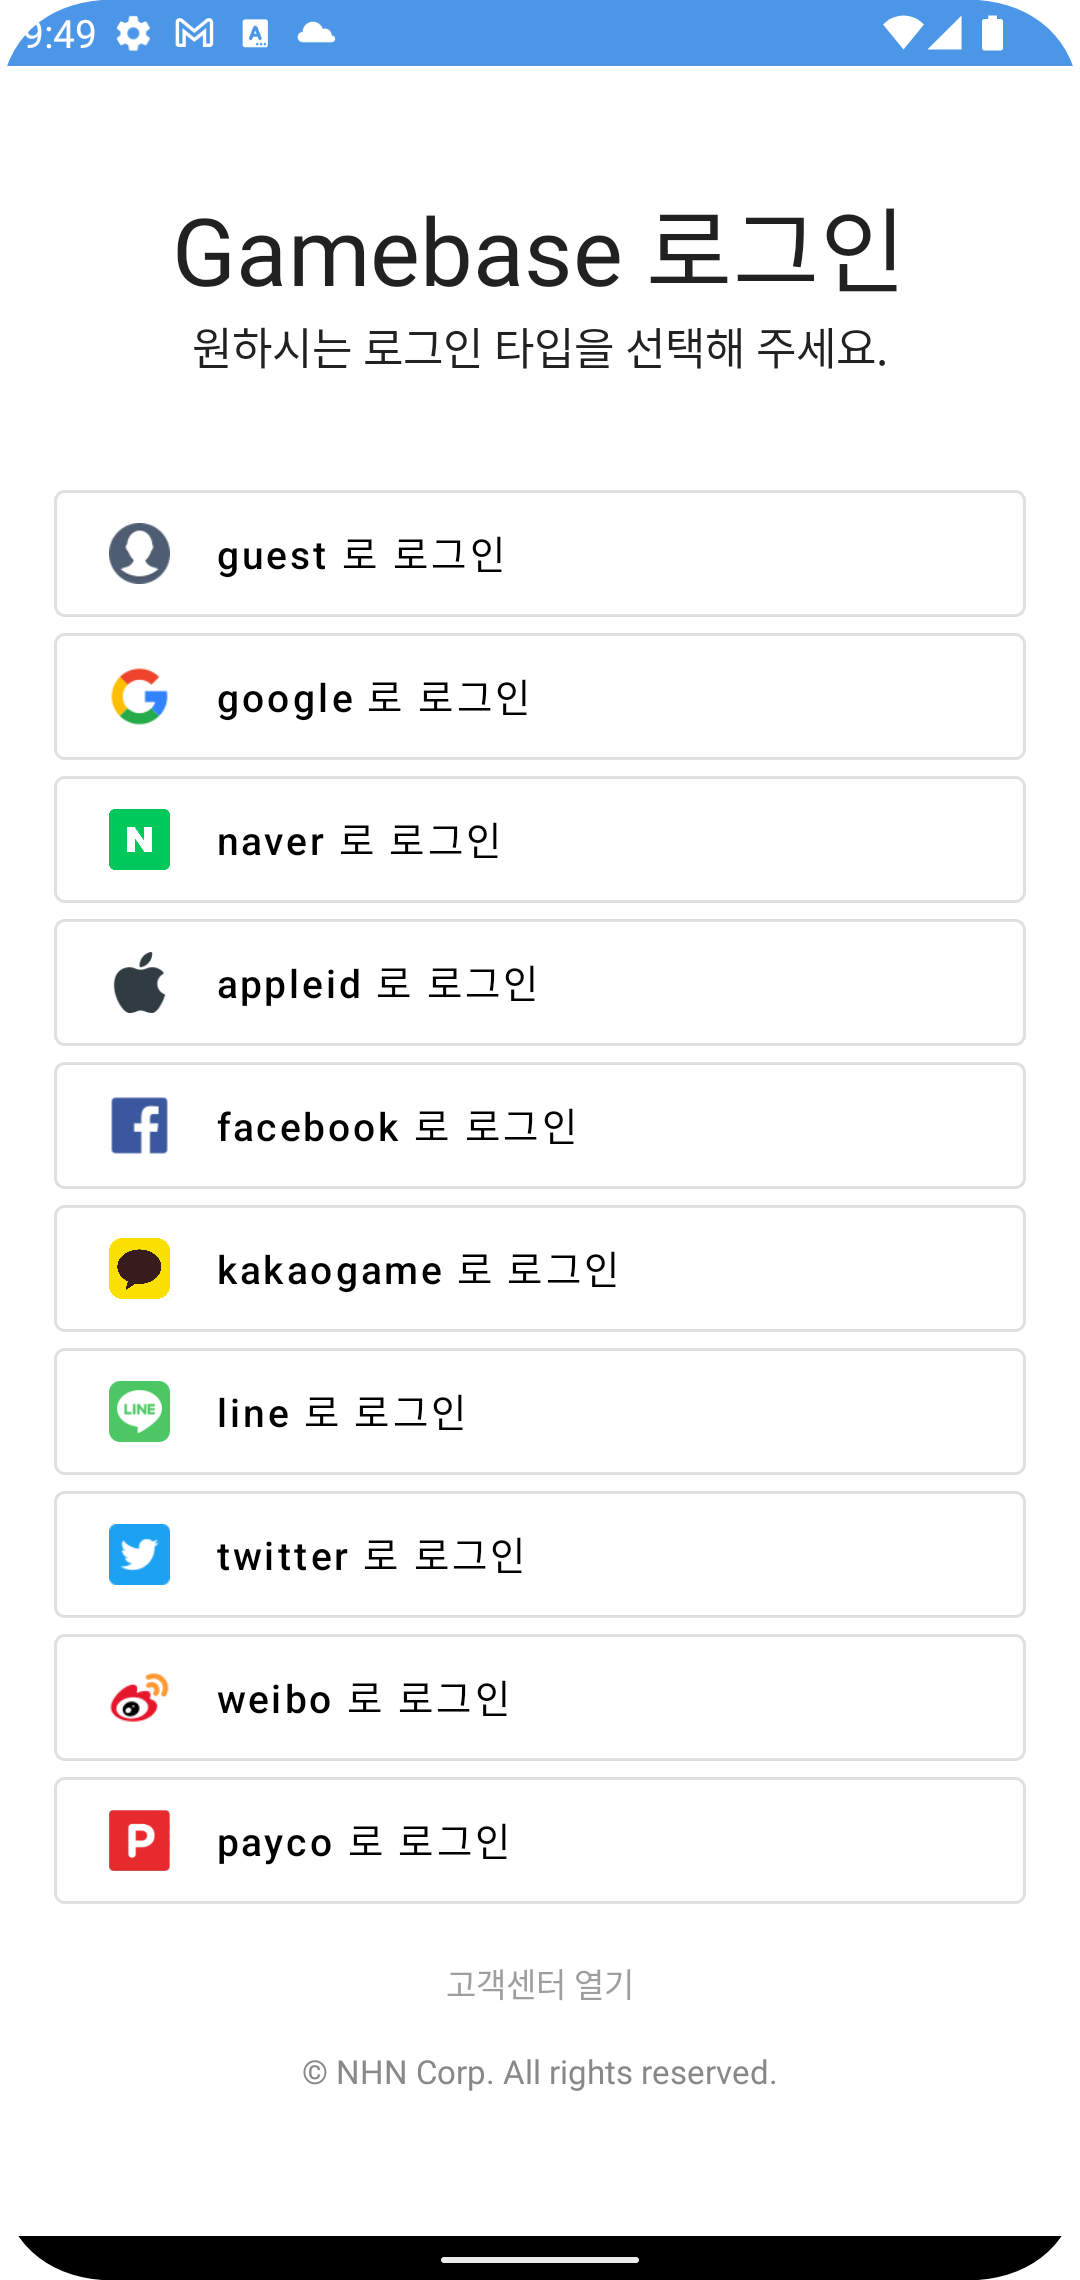 9:49
Gamebase 로그인
원하시는 로그인 타입을 선택해 주세요.
guest 로 로그인
google 로 로그인
N
naver 로 로그인
appleid 로 로그인
facebook 로 로그인
kakaogame 로 로그인
LINE
line 로 로그인
twitter 로 로그인
weibo 로 로그인
P
payco 로 로그인
고객센터 열기
© NHN Corp. All rights reserved.